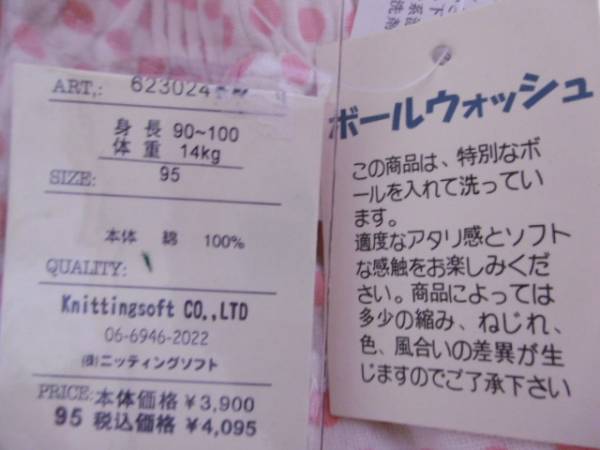 ART,: 623024
身 長 90~100
体 重 14kg
SIZE: 95
本体 綿 100%
QUALITY:
Knittingsoft CO.,LTD
06-6946-2022
(株)ニッティングソフト
PRICE: 本体価格 ¥3,900
95 税込価格 ¥4,095
ボールウォッシュ
この商品は、特別なボ
ールを入れて洗ってい
ます。
適度なアタリ感とソフト
な感触をお楽しみくだ
さい。商品によっては
多少の縮み、ねじれ、
色、風合いの差異が生
じますのでご了承下さい